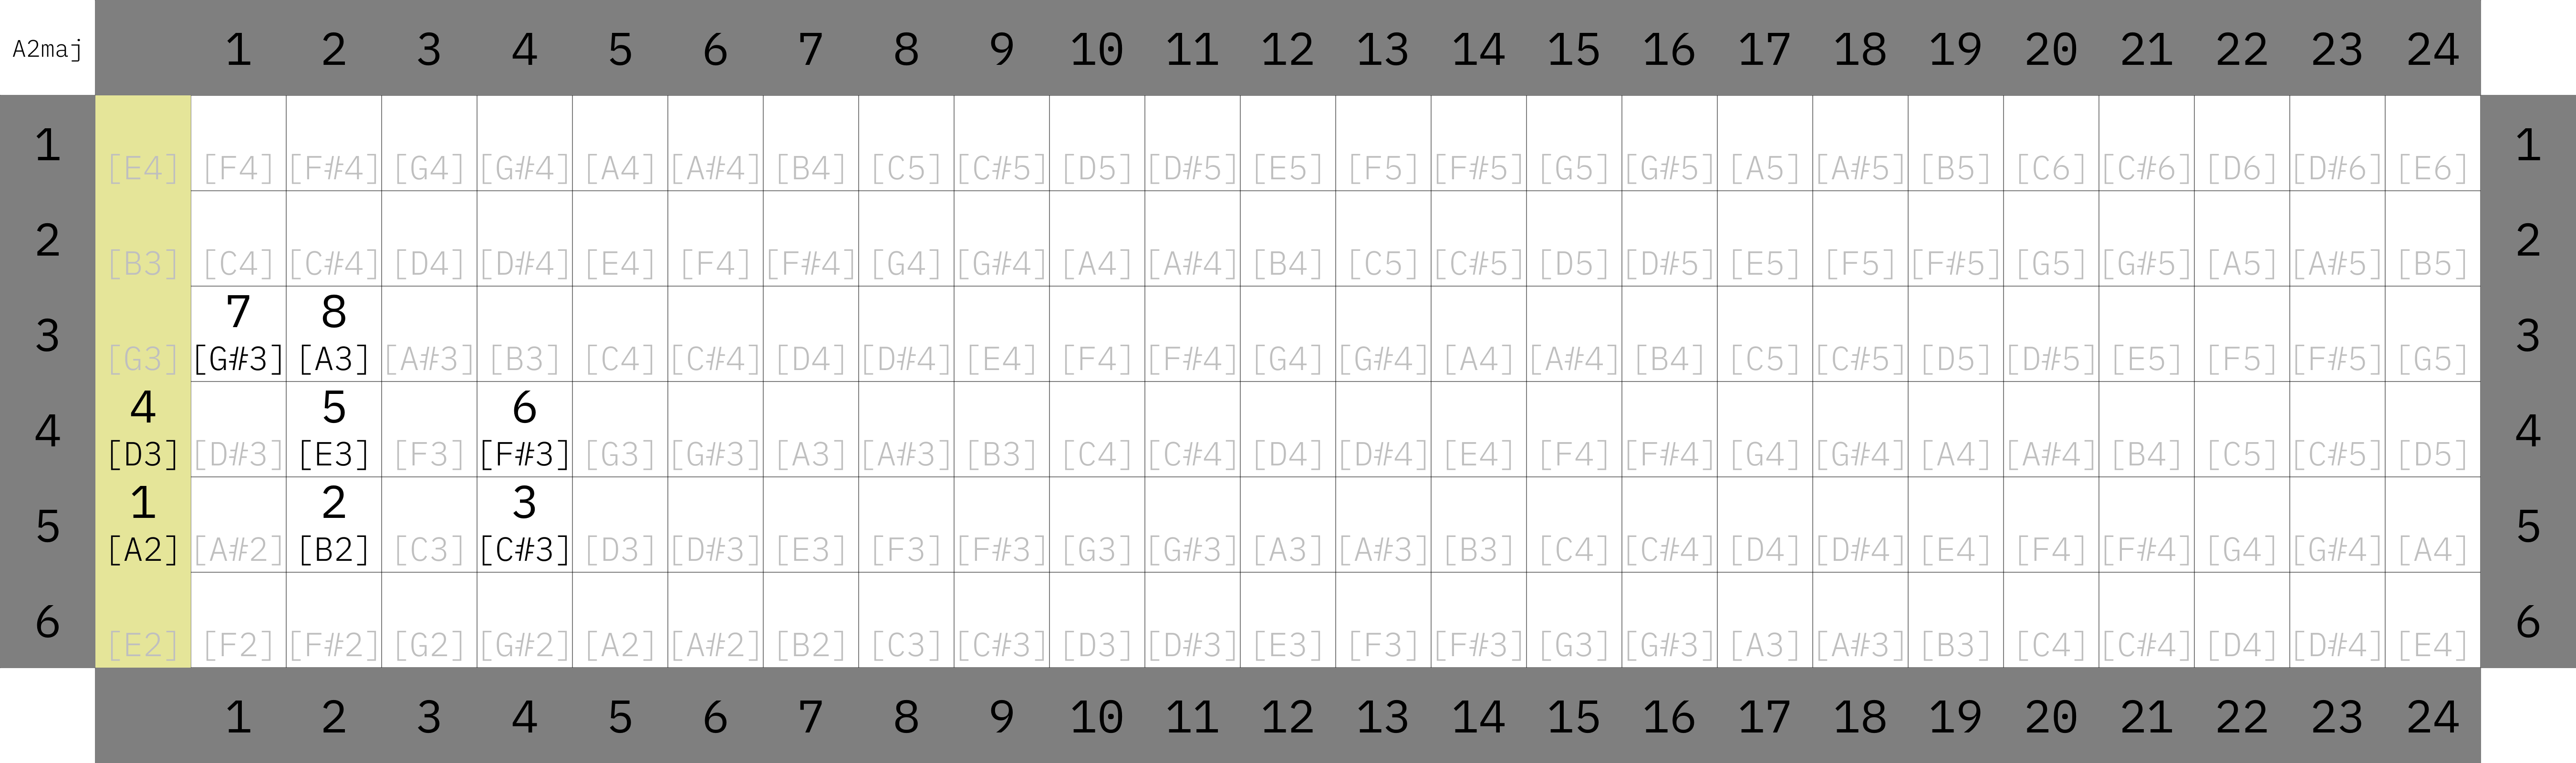 A2maj 1 2 3 4 5 6 7 8 9 10 11 12 13 14 15 16 17 18 19 20 21 22 23 24
1 [E4] [F4] [F#4] [G4] [G#4] [A4] [A#4] [B4] [C5] [C#5] [D5] [D#5] [E5] [F5] [F#5] [G5] [G#5] [A5] [A#5] [B5] [C6] [C#6] [D6] [D#6] [E6] 1
2 [B3] [C4] [C#4] [D4] [D#4] [E4] [F4] [F#4] [G4] [G#4] [A4] [A#4] [B4] [C5] [C#5] [D5] [D#5] [E5] [F5] [F#5] [G5] [G#5] [A5] [A#5] [B5] 2
7 8
3 [G3] [G#3] [A3] [A#3] [B3] [C4] [C#4] [D4] [D#4] [E4] [F4] [F#4] [G4] [G#4] [A4] [A#4] [B4] [C5] [C#5] [D5] [D#5] [E5] [F5] [F#5] [G5] 3
4 5 6
4 [D3] [D#3] [E3] [F3] [F#3] [G3] [G#3] [A3] [A#3] [B3] [C4] [C#4] [D4] [D#4] [E4] [F4] [F#4] [G4] [G#4] [A4] [A#4] [B4] [C5] [C#5] [D5] 4
1 2 3
5 [A2] [A#2] [B2] [C3] [C#3] [D3] [D#3] [E3] [F3] [F#3] [G3] [G#3] [A3] [A#3] [B3] [C4] [C#4] [D4] [D#4] [E4] [F4] [F#4] [G4] [G#4] [A4] 5
6 [E2] [F2] [F#2] [G2] [G#2] [A2] [A#2] [B2] [C3] [C#3] [D3] [D#3] [E3] [F3] [F#3] [G3] [G#3] [A3] [A#3] [B3] [C4] [C#4] [D4] [D#4] [E4] 6
1 2 3 4 5 6 7 8 9 10 11 12 13 14 15 16 17 18 19 20 21 22 23 24